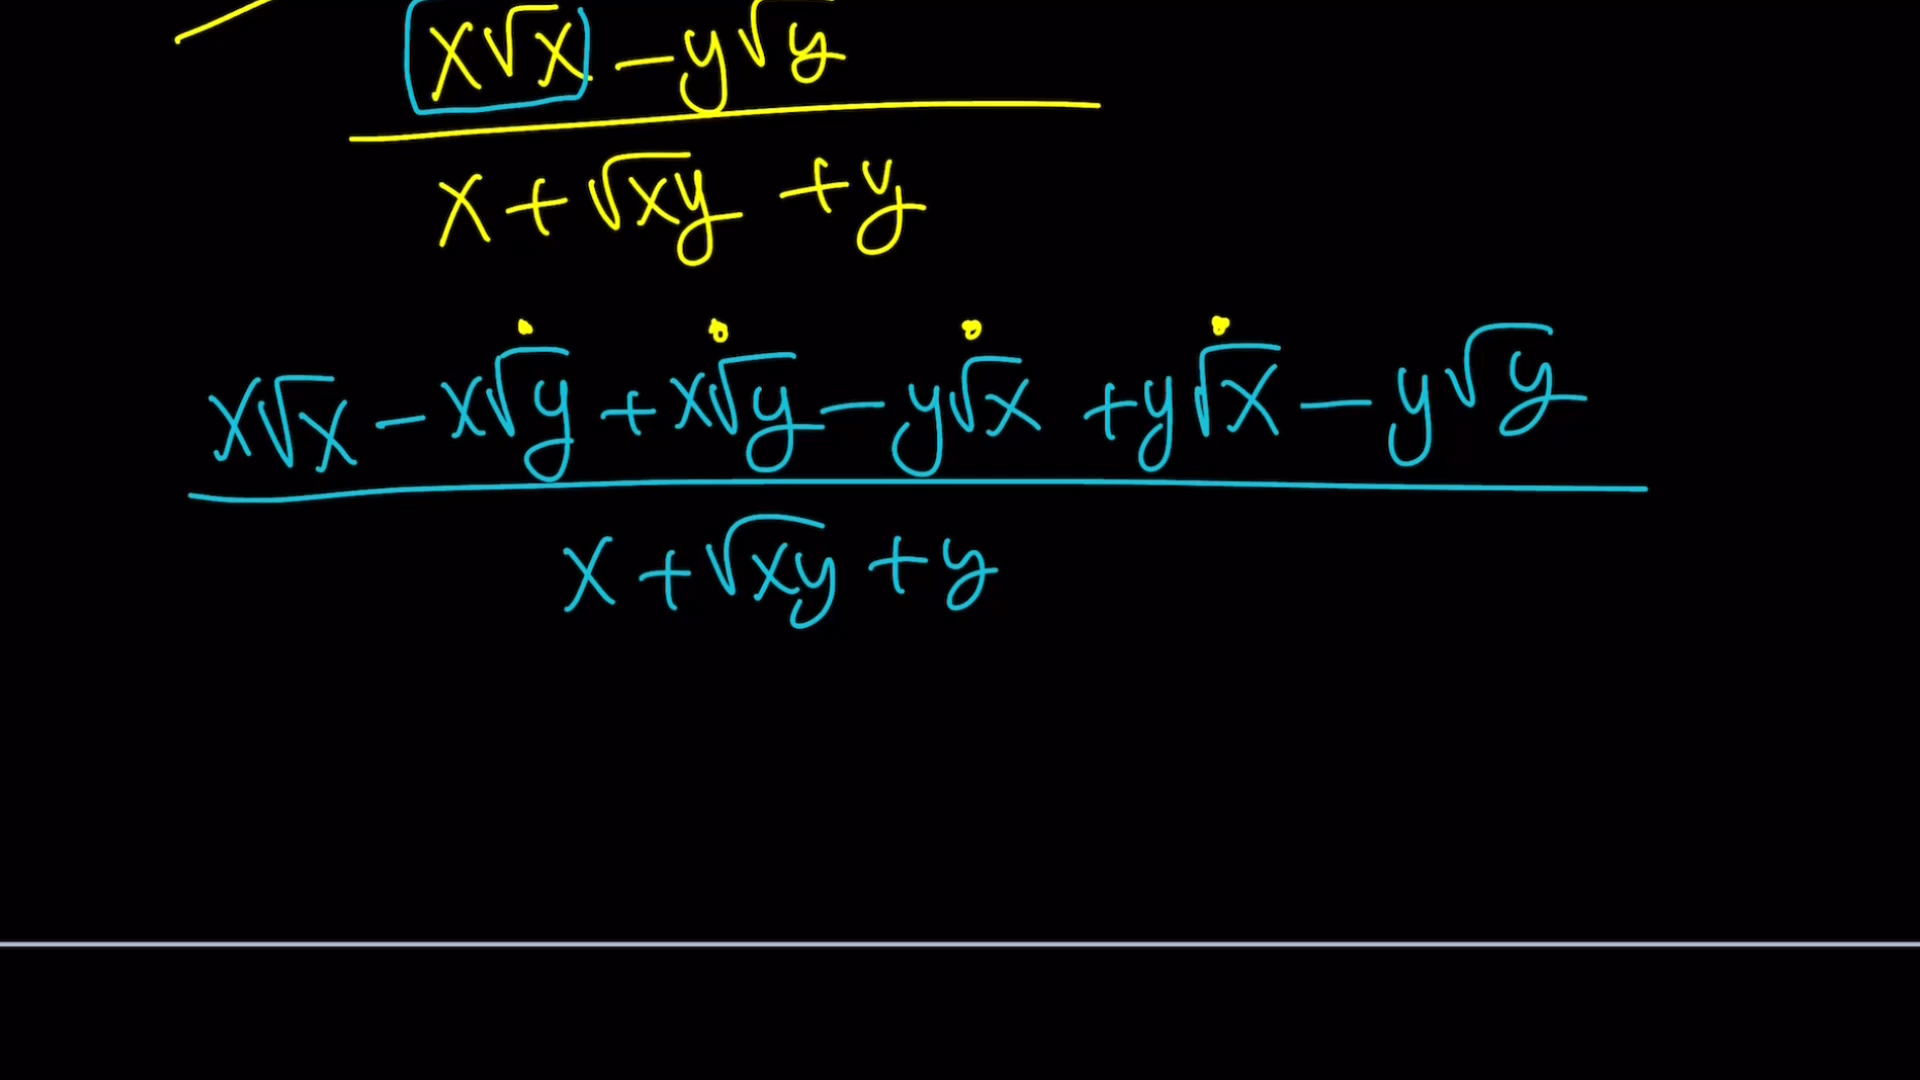 x√x - y√y
x + √xy + y
x√x - x√y + x√y - y√x + y√x - y√y
x + √xy + y